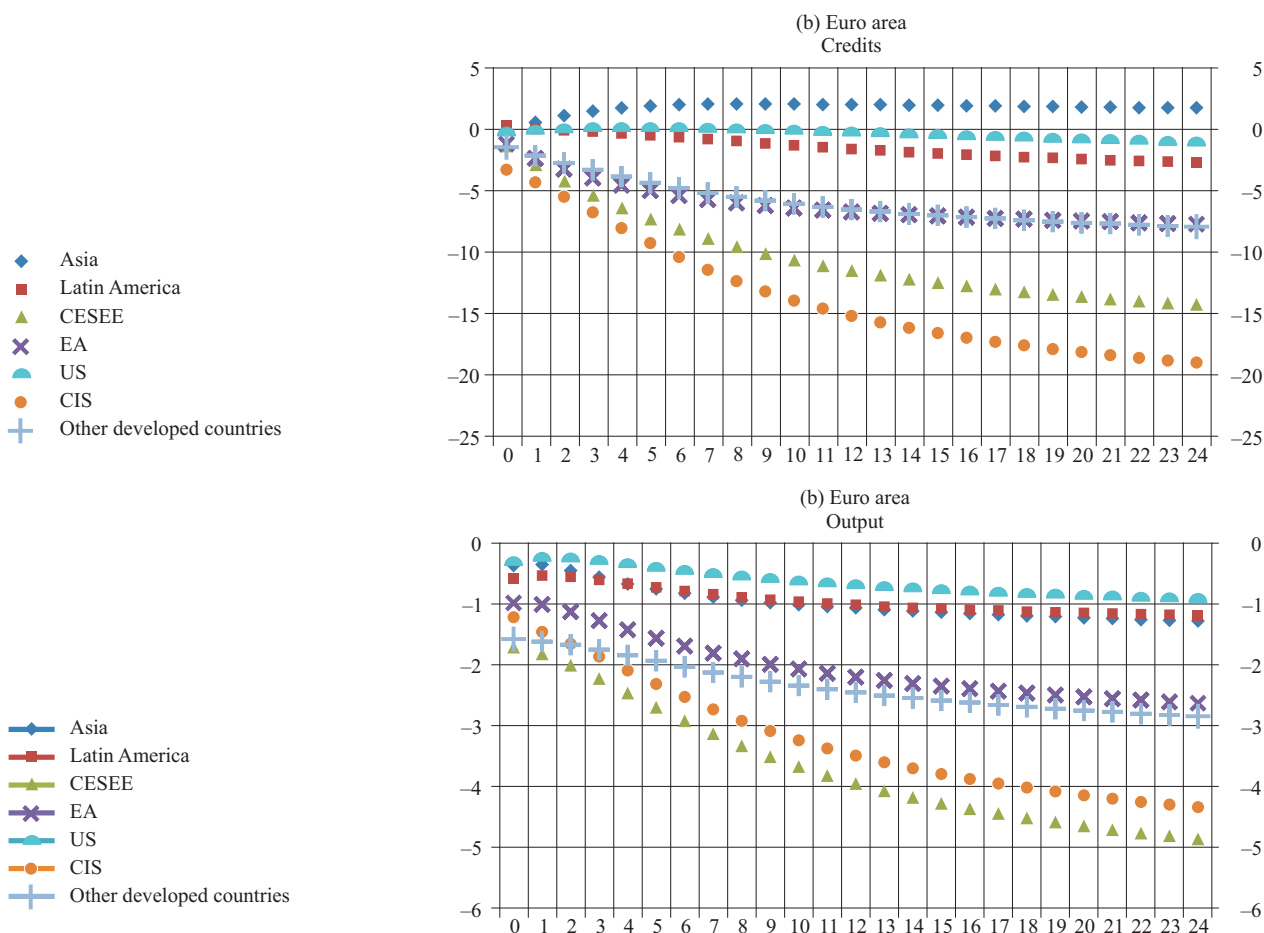 (b) Euro area
Credits
5 5
0 0
–5 –5
–10 –10
–15 –15
–20 –20
–25 –25
0 1 2 3 4 5 6 7 8 9 10 11 12 13 14 15 16 17 18 19 20 21 22 23 24
Asia
Latin America
CESEE
EA
US
CIS
Other developed countries
(b) Euro area
Output
0 0
–1 –1
–2 –2
–3 –3
–4 –4
–5 –5
–6 –6
0 1 2 3 4 5 6 7 8 9 10 11 12 13 14 15 16 17 18 19 20 21 22 23 24
Asia
Latin America
CESEE
EA
US
CIS
Other developed countries